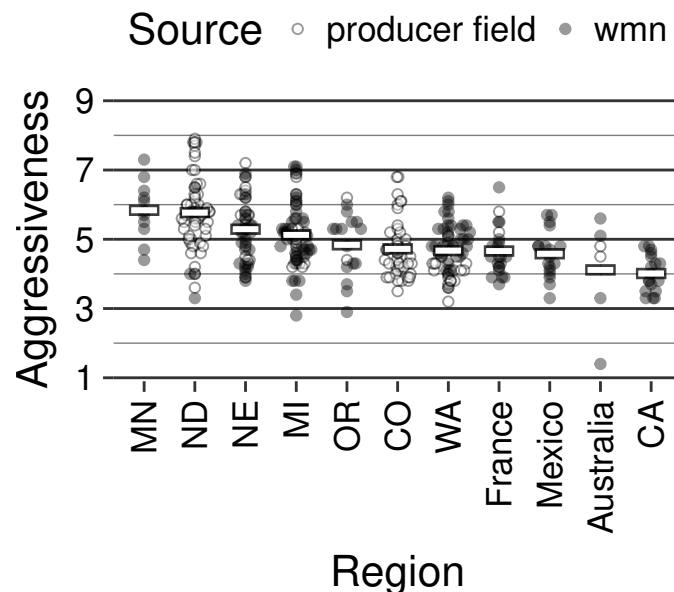 Source producer field wmn
Aggressiveness
9
7
5
3
1
MN
ND
NE
MI
OR
CO
WA
France
Mexico
Australia
CA
Region